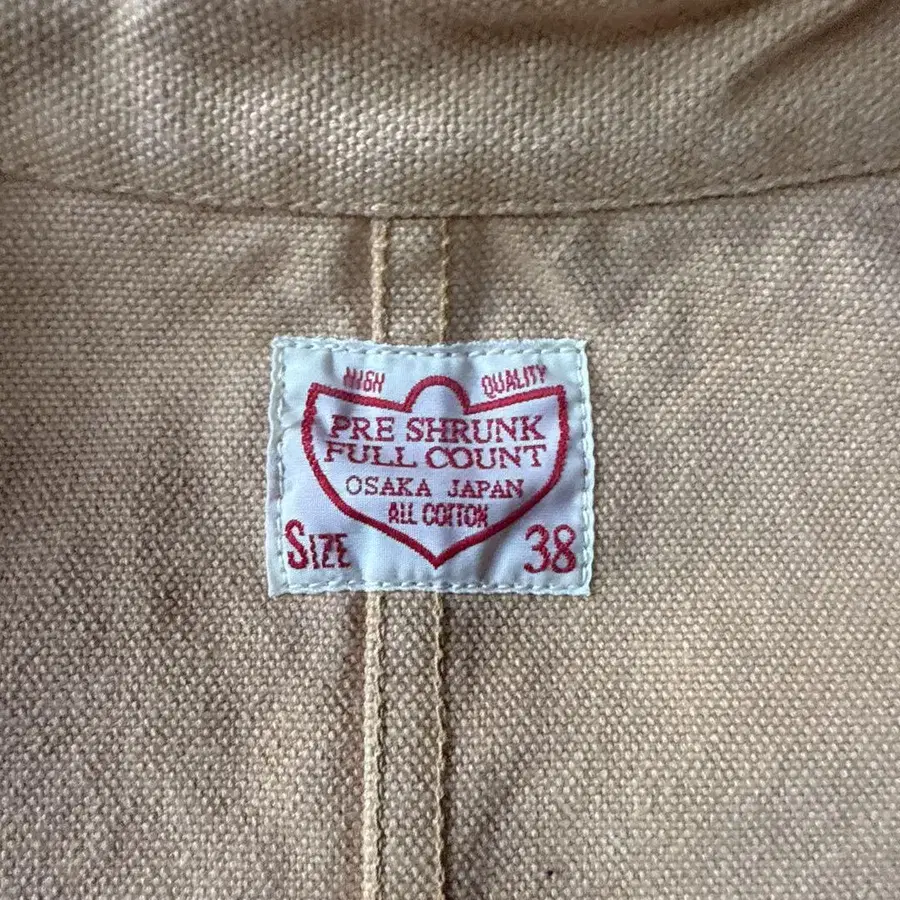 HIGH QUALITY
PRE SHRUNK
FULL COUNT
OSAKA JAPAN
ALL COTTON
SIZE 38